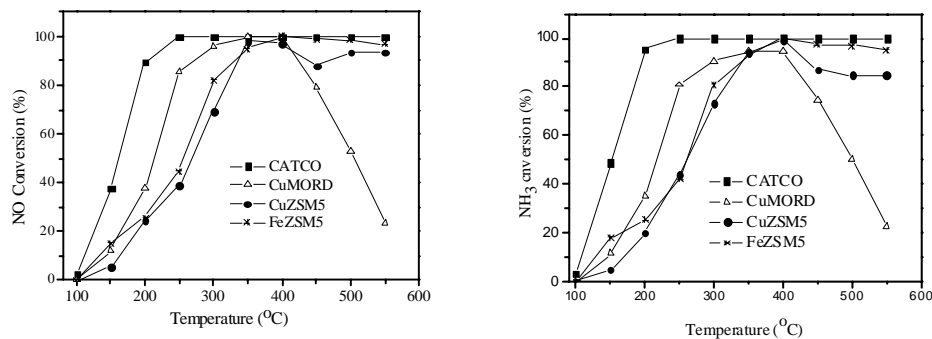 100
80
60
40
20
0
NO Conversion (%)
CATCO
CuMORD
CuZSM5
FeZSM5
100 200 300 400 500 600
Temperature (°C)
100
80
60
40
20
0
NH3 cnversion (%)
CATCO
CuMORD
CuZSM5
FeZSM5
100 200 300 400 500 600
Temperature (°C)